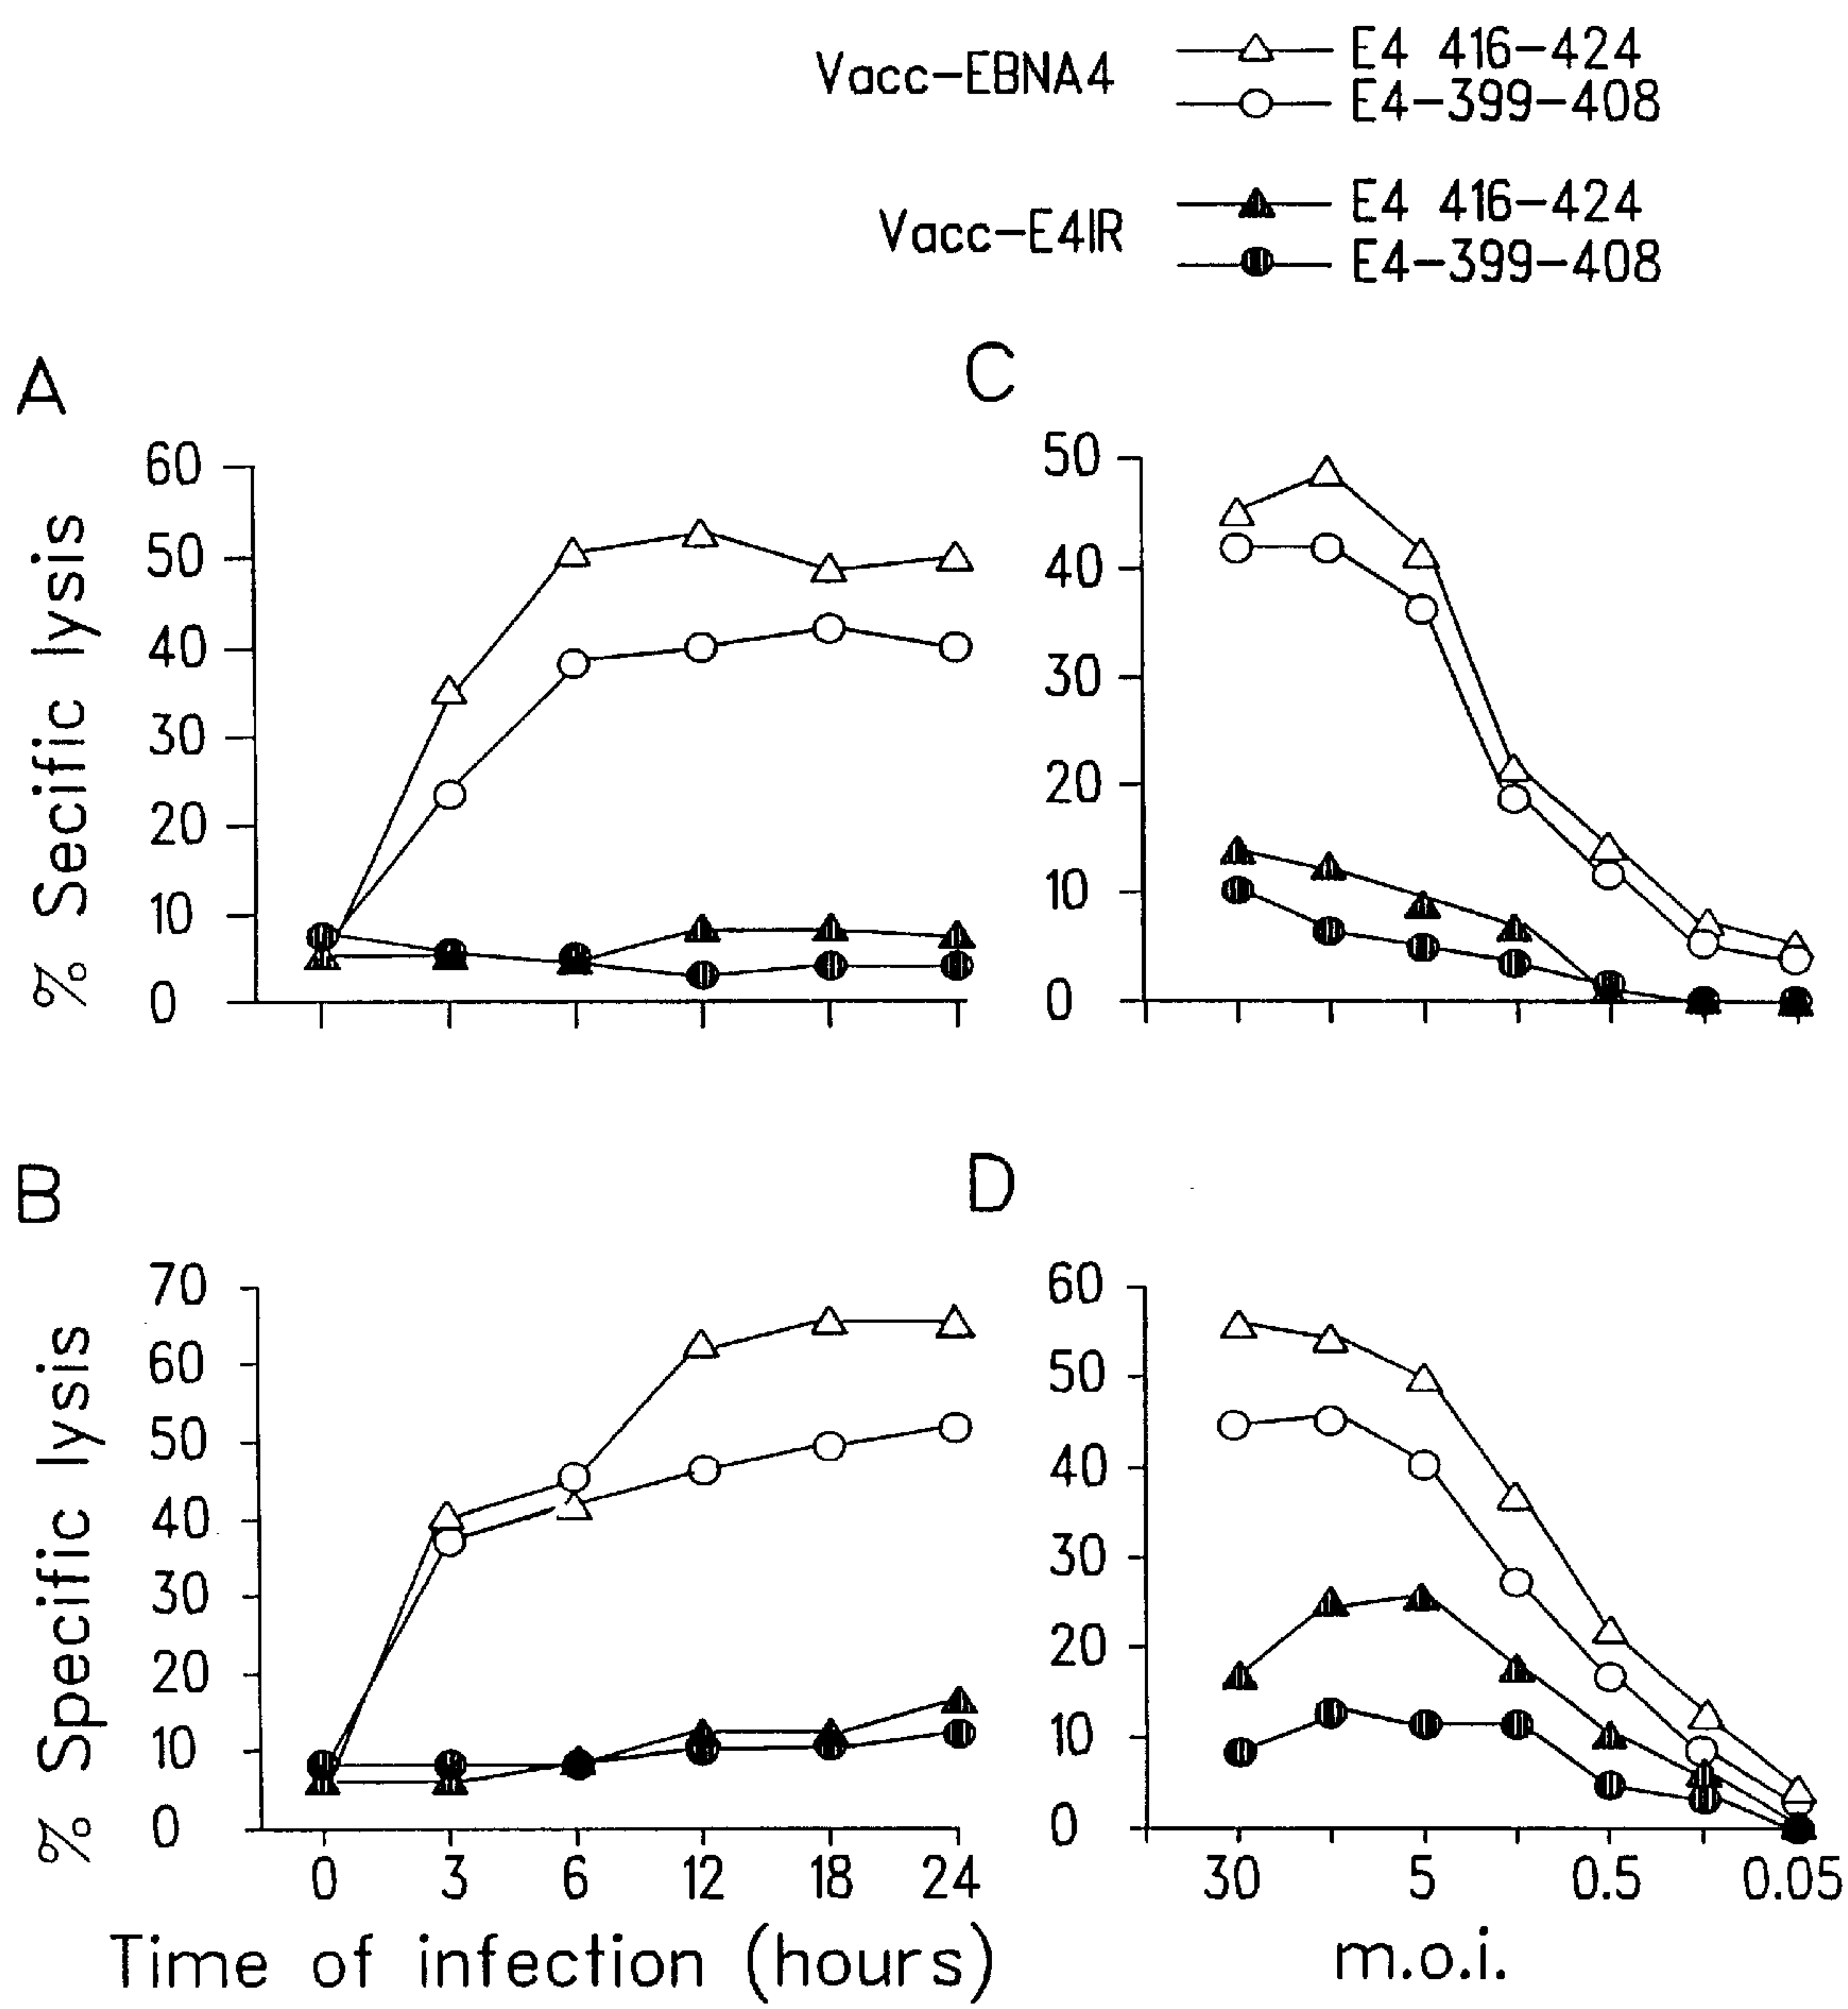 Vacc-EBNA4
E4 416-424
E4-399-408
Vacc-E4IR
E4 416-424
E4-399-408
A
% Secific lysis
60
50
40
30
20
10
0
C
50
40
30
20
10
0
B
% Specific lysis
70
60
50
40
30
20
10
0
0 3 6 12 18 24
Time of infection (hours)
D
60
50
40
30
20
10
0
30 5 0.5 0.05
m.o.i.